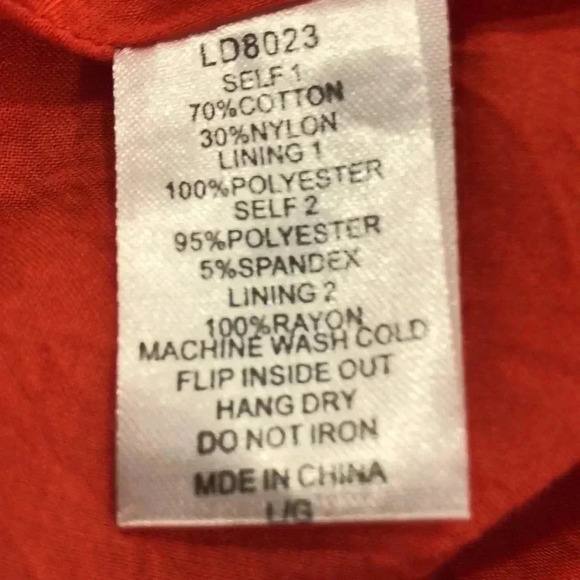 LD8023
SELF 1
70%COTTON
30%NYLON
LINING 1
100%POLYESTER
SELF 2
95%POLYESTER
5%SPANDEX
LINING 2
100%RAYON
MACHINE WASH COLD
FLIP INSIDE OUT
HANG DRY
DO NOT IRON
MDE IN CHINA
L/G